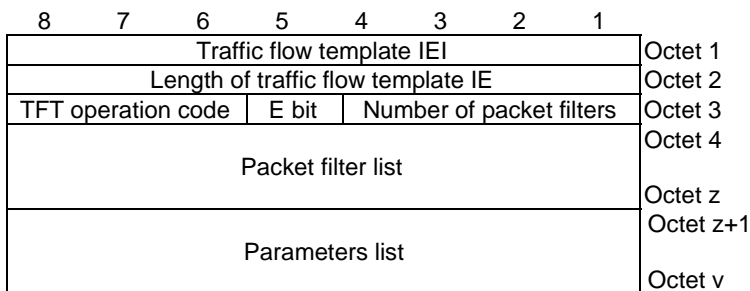 8 7 6 5 4 3 2 1
Traffic flow template IEI Octet 1
Length of traffic flow template IE Octet 2
TFT operation code E bit Number of packet filters Octet 3
Octet 4
Packet filter list
Octet z
Octet z+1
Parameters list
Octet v